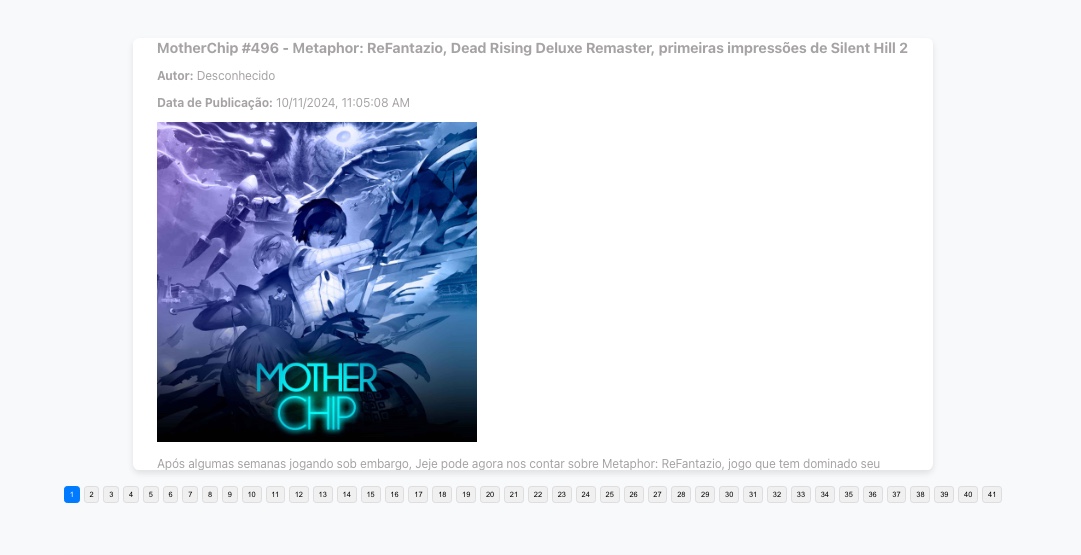 MotherChip #496 - Metaphor: ReFantazio, Dead Rising Deluxe Remaster, primeiras impressões de Silent Hill 2
Autor: Desconhecido
Data de Publicação: 10/11/2024, 11:05:08 AM
MOTHER
CHIP
Após algumas semanas jogando sob embargo, Jeje pode agora nos contar sobre Metaphor: ReFantazio, jogo que tem dominado seu
1 2 3 4 5 6 7 8 9 10 11 12 13 14 15 16 17 18 19 20 21 22 23 24 25 26 27 28 29 30 31 32 33 34 35 36 37 38 39 40 41